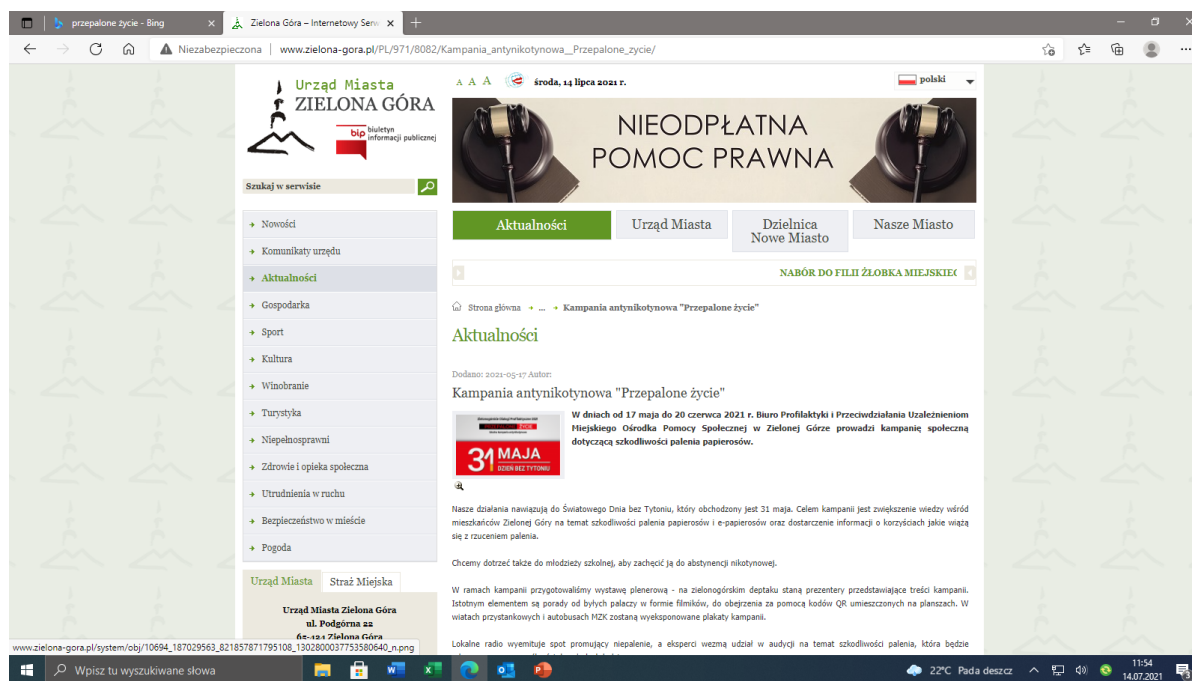 przepalone życie - Bing
Zielona Góra – Internetowy Serw
Niezabezpieczona
www.zielona-gora.pl/PL/971/8082/Kampania_antynikotynowa__Przepalone_zycie/
Urząd Miasta
ZIELONA GÓRA
bip biuletyn
informacji publicznej
A A A
środa, 14 lipca 2021 r.
polski
NIEODPŁATNA
POMOC PRAWNA
Szukaj w serwisie
Aktualności
Urząd Miasta
Dzielnica
Nowe Miasto
Nasze Miasto
NABÓR DO FILII ŻŁOBKA MIEJSKIEG
Nowości
Komunikaty urzędu
Aktualności
Gospodarka
Sport
Kultura
Winobranie
Turystyka
Niepełnosprawni
Zdrowie i opieka społeczna
Utrudnienia w ruchu
Bezpieczeństwo w mieście
Pogoda
Urząd Miasta
Straż Miejska
Urząd Miasta Zielona Góra
ul. Podgórna 22
65-424 Zielona Góra
Strona główna ... Kampania antynikotynowa "Przepalone życie"
Aktualności
Dodano: 2021-05-17 Autor:
Kampania antynikotynowa "Przepalone życie"
PRZEPALONE ŻYCIE
31 MAJA
DZIEŃ BEZ TYTONIU
W dniach od 17 maja do 20 czerwca 2021 r. Biuro Profilaktyki i Przeciwdziałania Uzależnieniom
Miejskiego Ośrodka Pomocy Społecznej w Zielonej Górze prowadzi kampanię społeczną
dotyczącą szkodliwości palenia papierosów.
Nasze działania nawiązują do Światowego Dnia bez Tytoniu, który obchodzony jest 31 maja. Celem kampanii jest zwiększenie wiedzy wśród
mieszkańców Zielonej Góry na temat szkodliwości palenia papierosów i e-papierosów oraz dostarczenie informacji o korzyściach jakie wiążą
się z rzuceniem palenia.
Chcemy dotrzeć także do młodzieży szkolnej, aby zachęcić ją do abstynencji nikotynowej.
W ramach kampanii przygotowaliśmy wystawę plenerową - na zielonogórskim deptaku staną prezentery przedstawiające treści kampanii.
Istotnym elementem są porady od byłych palaczy w formie filmików, do obejrzenia za pomocą kodów QR umieszczonych na planszach. W
wiatach przystankowych i autobusach MZK zostaną wyeksponowane plakaty kampanii.
Lokalne radio wyemituje spot promujący niepalenie, a eksperci wezmą udział w audycji na temat szkodliwości palenia, która będzie
www.zielona-gora.pl/system/obj/10694_187029563_821857871795108_1302800037753580640_n.png
Wpisz tu wyszukiwane słowa
22°C Pada deszcz
11:54
14.07.2021
3